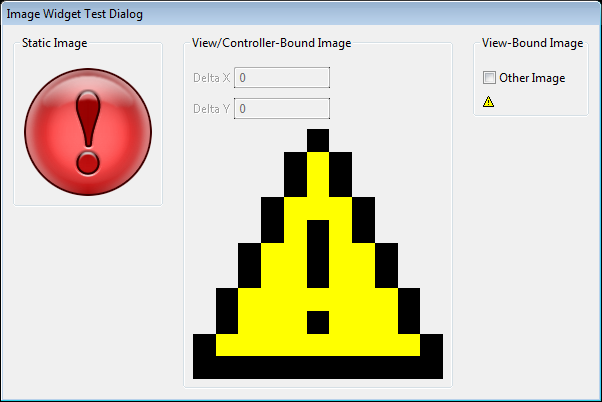 Image Widget Test Dialog
Static Image
View/Controller-Bound Image
View-Bound Image
Delta X 0
Other Image
Delta Y 0